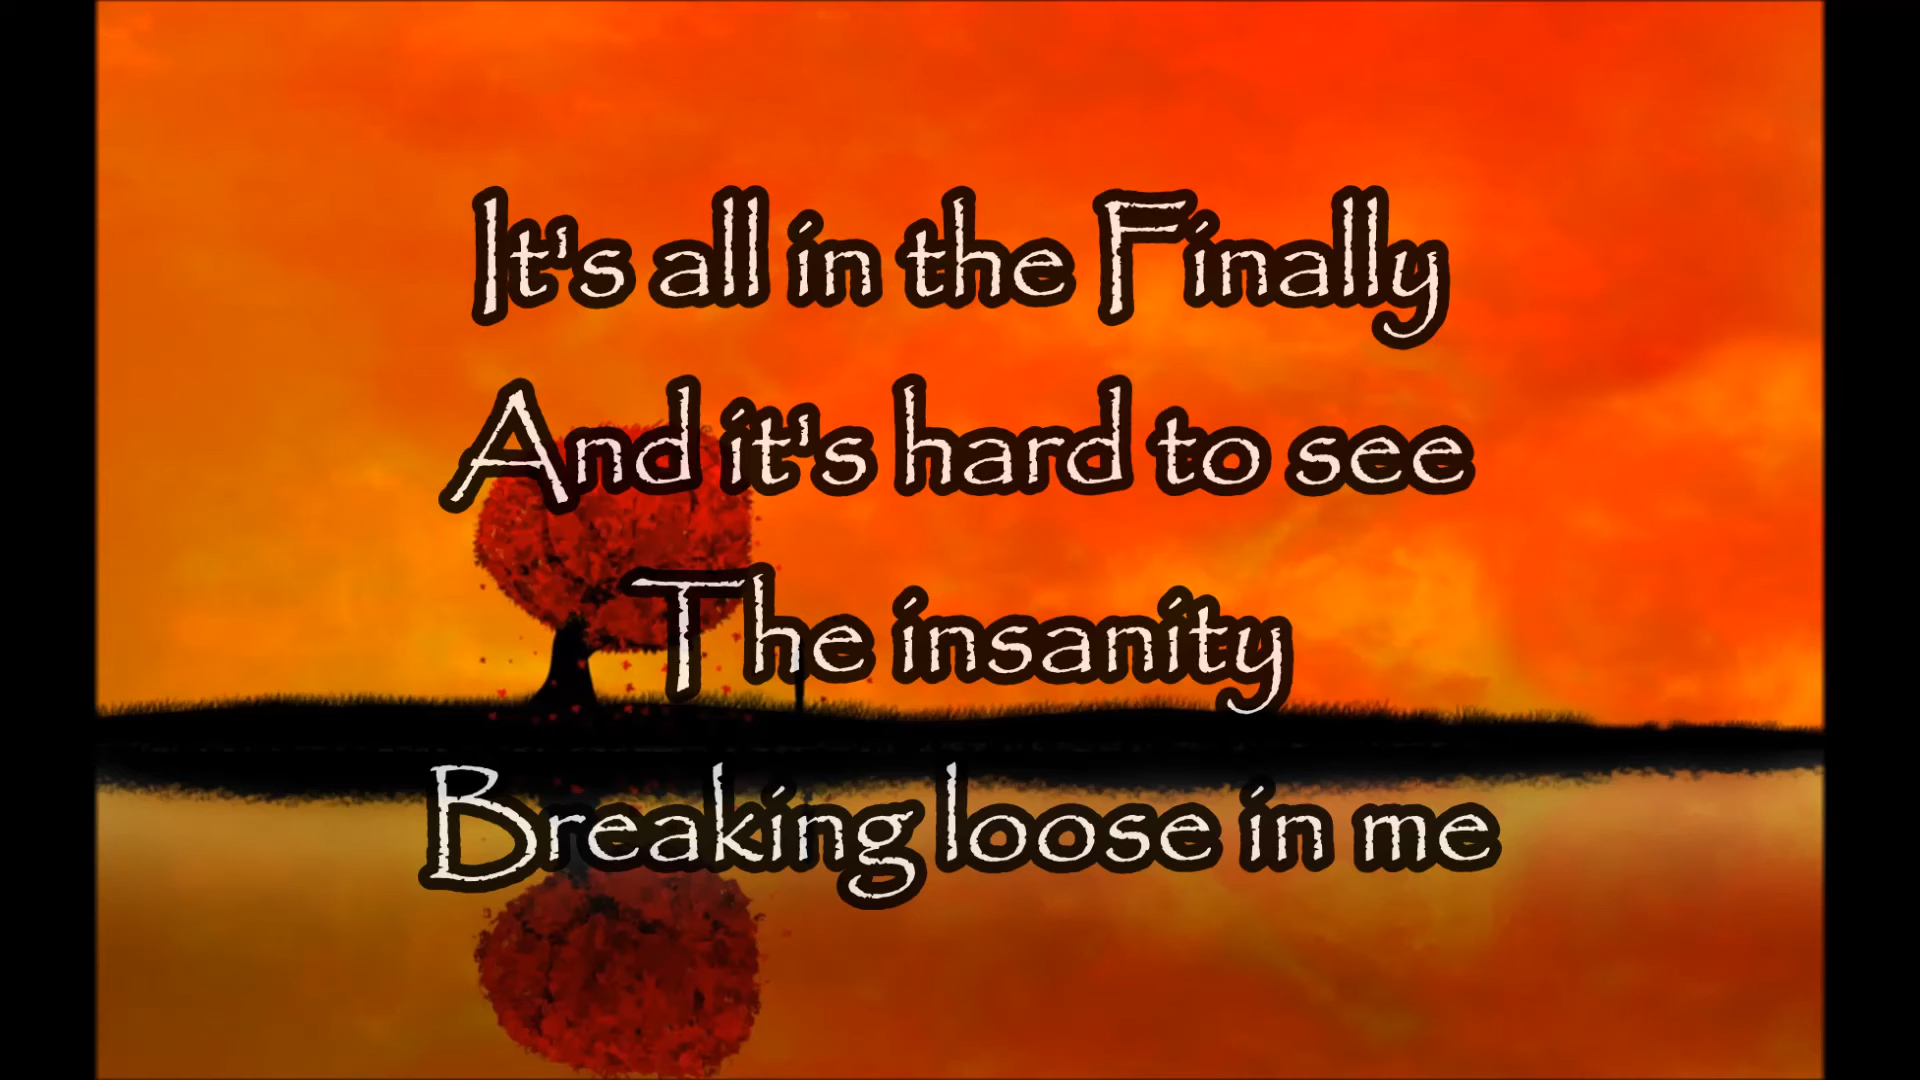 It's all in the Finally
And it's hard to see
The insanity
Breaking loose in me